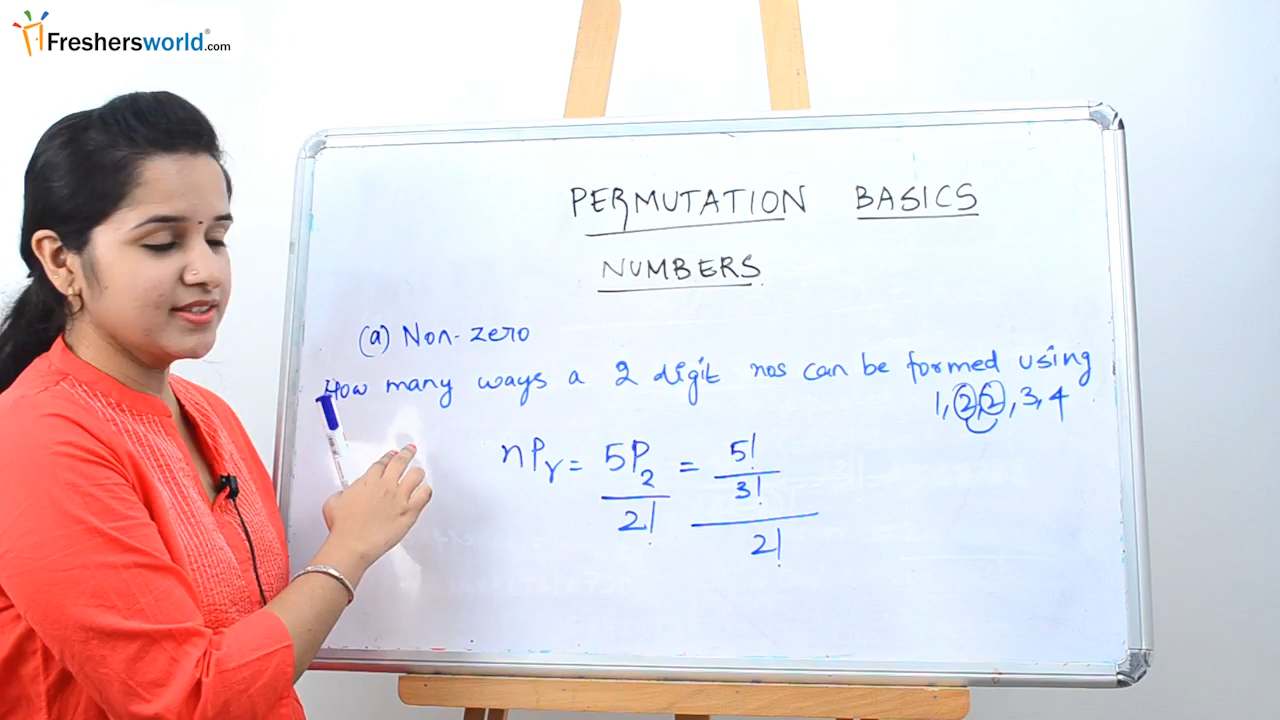 Freshersworld.com
PERMUTATION BASICS
NUMBERS
(a) Non-zero
How many ways a 2 digit nos can be formed using
1, 2, 2, 3, 4
nPr = 5P2 / 2! = 5! / 3! / 2!